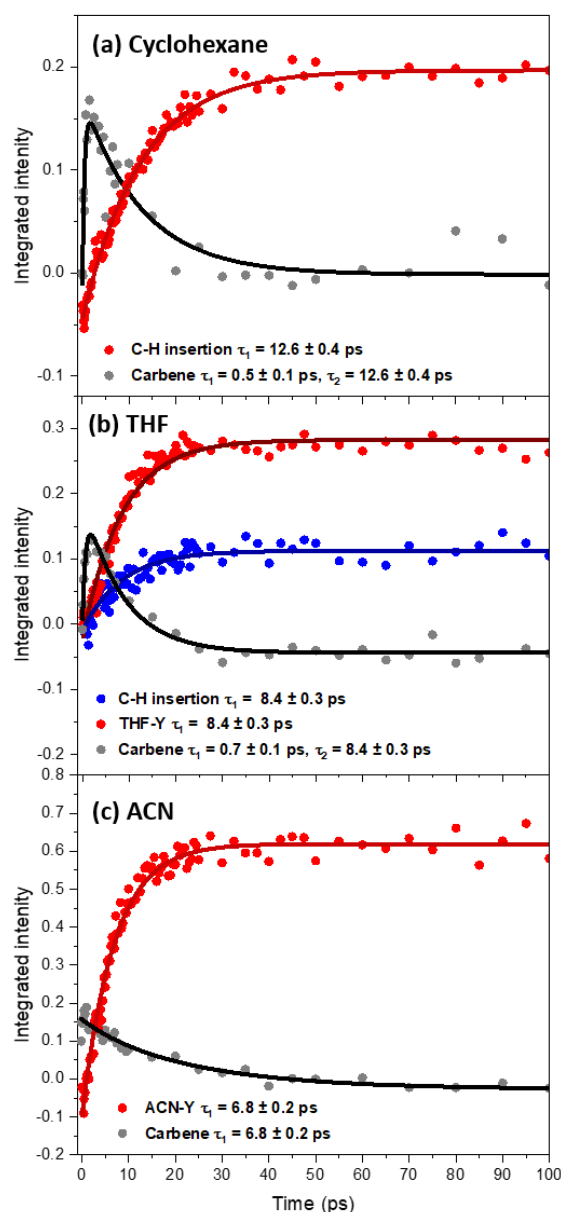 (a) Cyclohexane
Integrated intenity
0.2
0.1
0.0
-0.1
C-H insertion τ1 = 12.6 ± 0.4 ps
Carbene τ1 = 0.5 ± 0.1 ps, τ2 = 12.6 ± 0.4 ps
(b) THF
Integrated intenity
0.3
0.2
0.1
0.0
-0.1
-0.2
C-H insertion τ1 = 8.4 ± 0.3 ps
THF-Y τ1 = 8.4 ± 0.3 ps
Carbene τ1 = 0.7 ± 0.1 ps, τ2 = 8.4 ± 0.3 ps
(c) ACN
Integrated intenity
0.8
0.7
0.6
0.5
0.4
0.3
0.2
0.1
0.0
-0.1
-0.2
ACN-Y τ1 = 6.8 ± 0.2 ps
Carbene τ1 = 6.8 ± 0.2 ps
0 10 20 30 40 50 60 70 80 90 100
Time (ps)